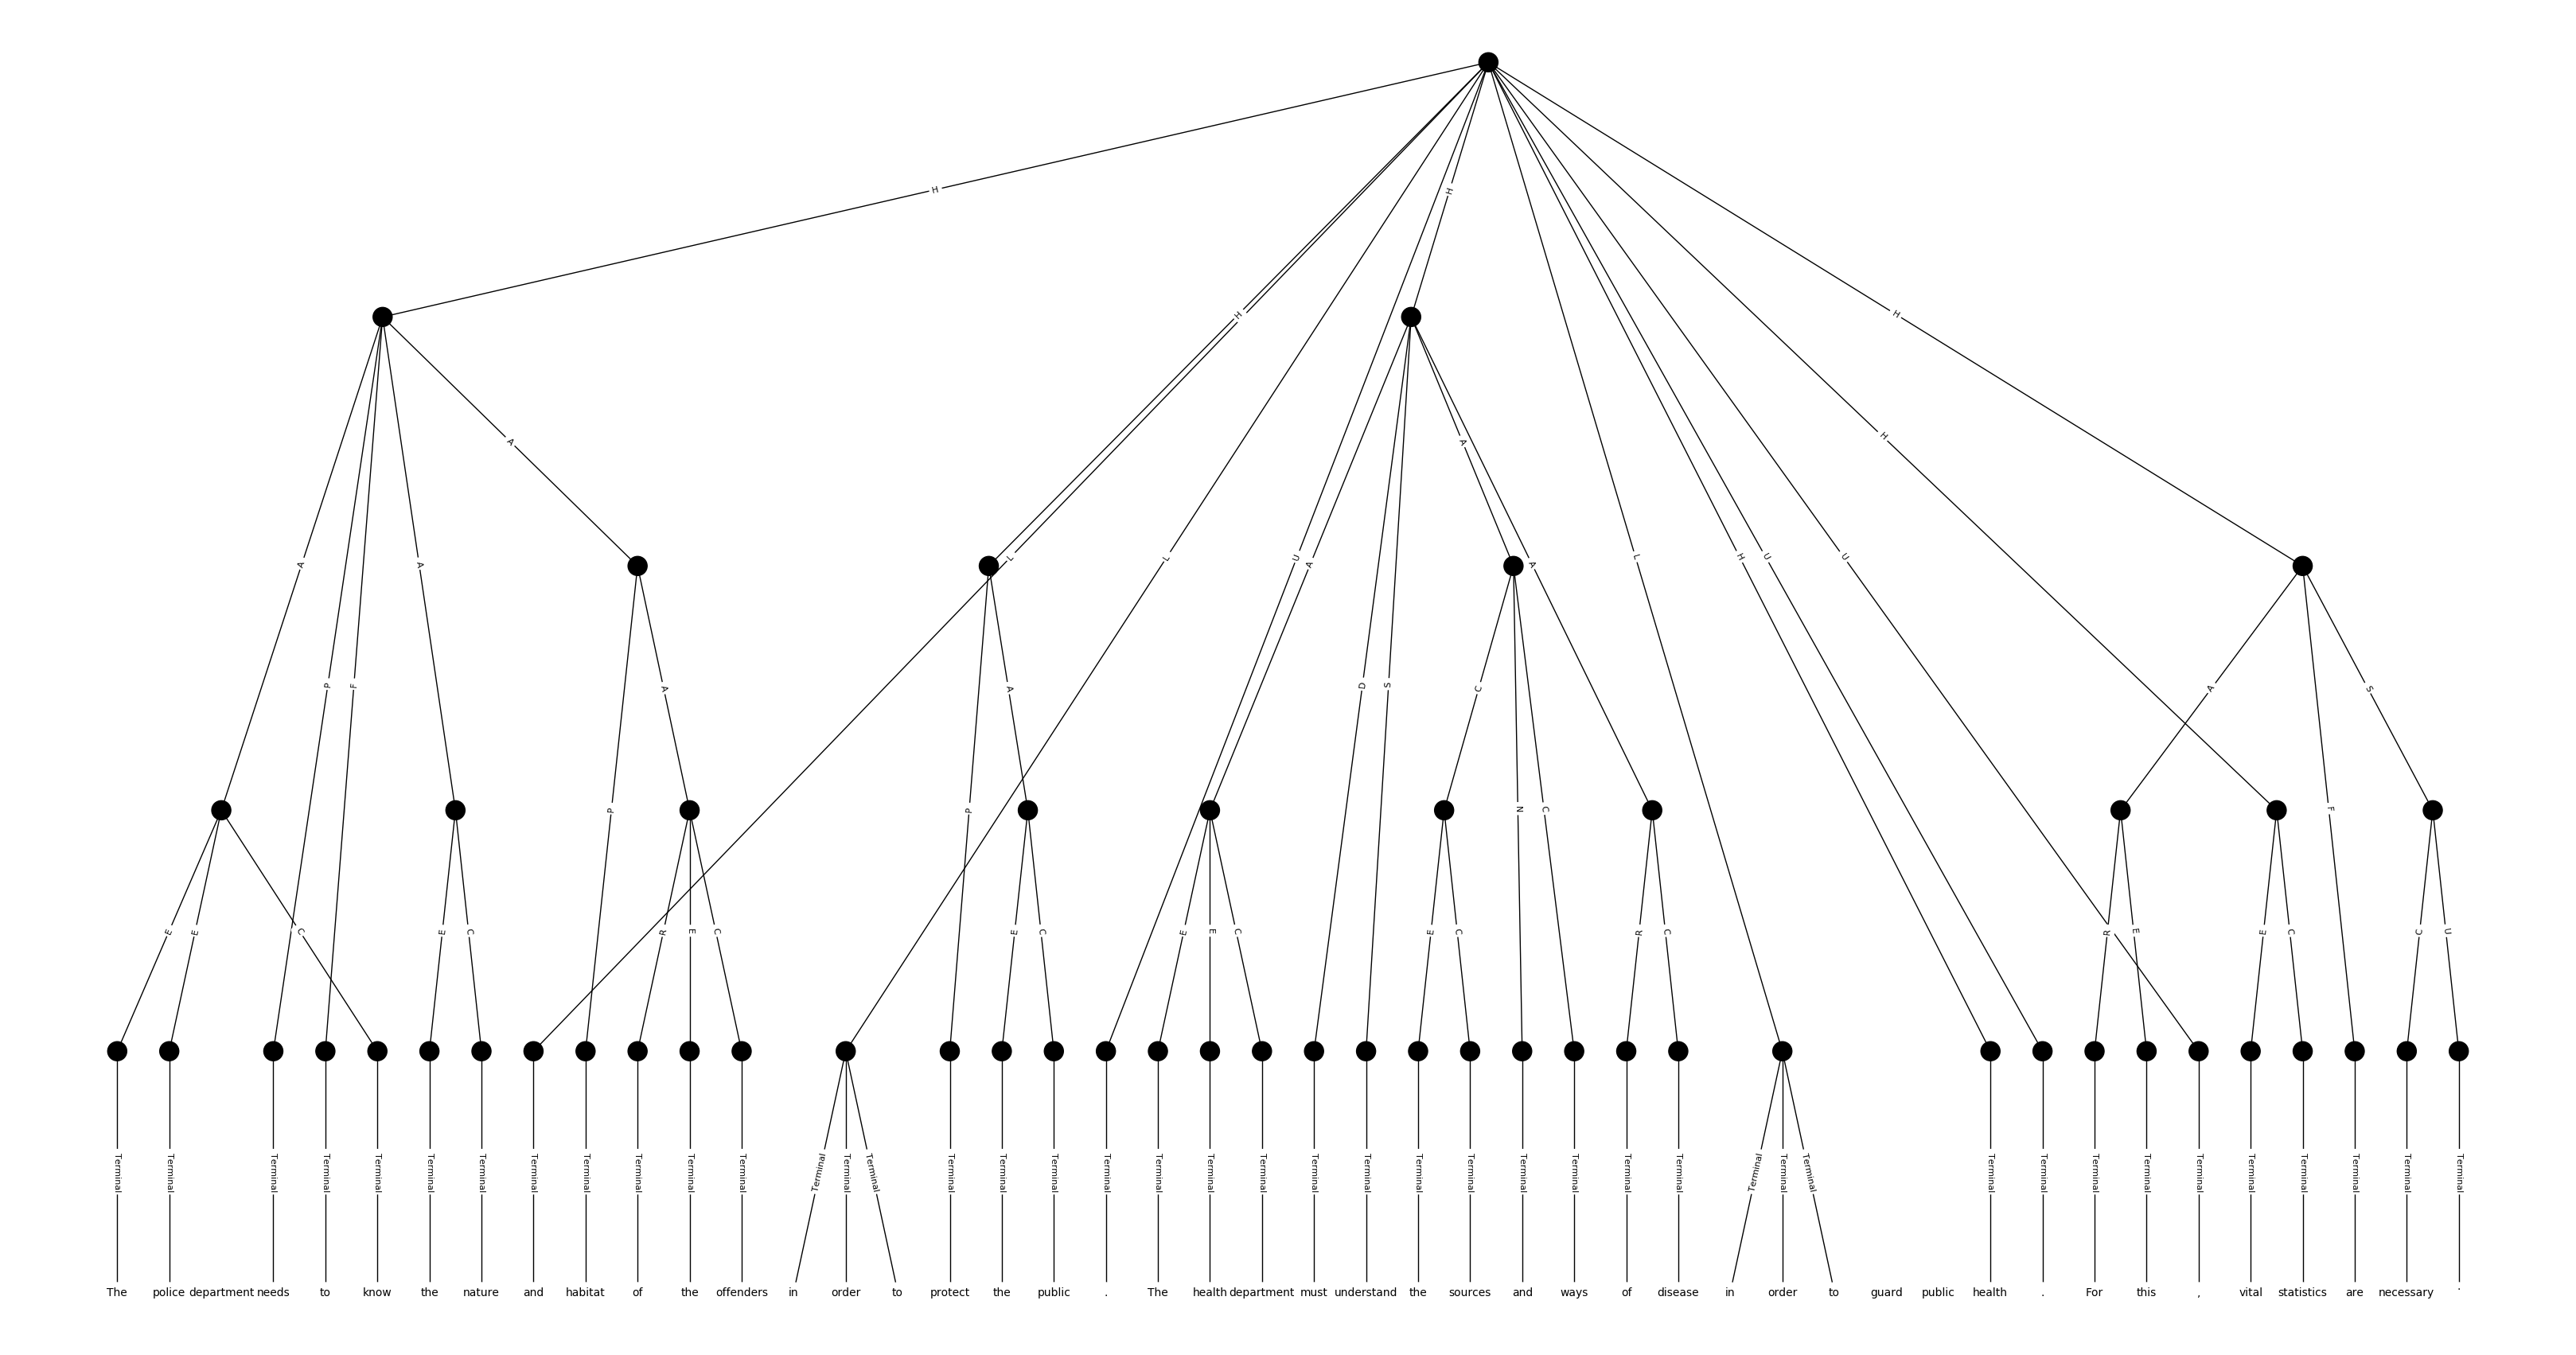 H
H
H
H
A
A
H
L
L
U
A
A
A
L
H
U
U
A
A
P
F
A
A
D
S
C
A
S
P
P
N
C
F
E
E
C
E
C
R
E
C
E
C
E
E
C
E
C
R
C
R
E
E
C
C
U
Terminal Terminal Terminal Terminal Terminal Terminal Terminal Terminal Terminal Terminal Terminal Terminal Terminal Terminal Terminal Terminal Terminal Terminal Terminal Terminal Terminal Terminal Terminal Terminal Terminal Terminal Terminal Terminal Terminal Terminal Terminal Terminal Terminal Terminal Terminal Terminal Terminal Terminal Terminal Terminal Terminal Terminal
The police department needs to know the nature and habitat of the offenders in order to protect the public . The health department must understand the sources and ways of disease in order to guard public health . For this , vital statistics are necessary .